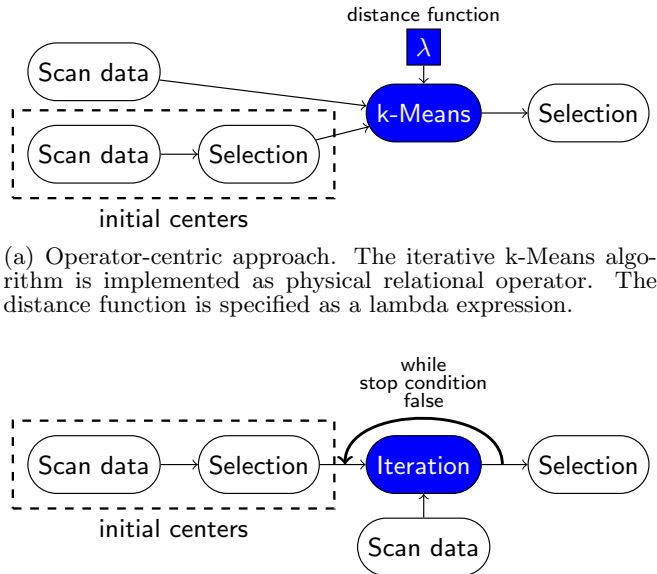 distance function
λ
Scan data
k-Means
Selection
Scan data
Selection
initial centers
(a) Operator-centric approach. The iterative k-Means algo-
rithm is implemented as physical relational operator. The
distance function is specified as a lambda expression.
while
stop condition
false
Scan data
Selection
Iteration
Selection
initial centers
Scan data